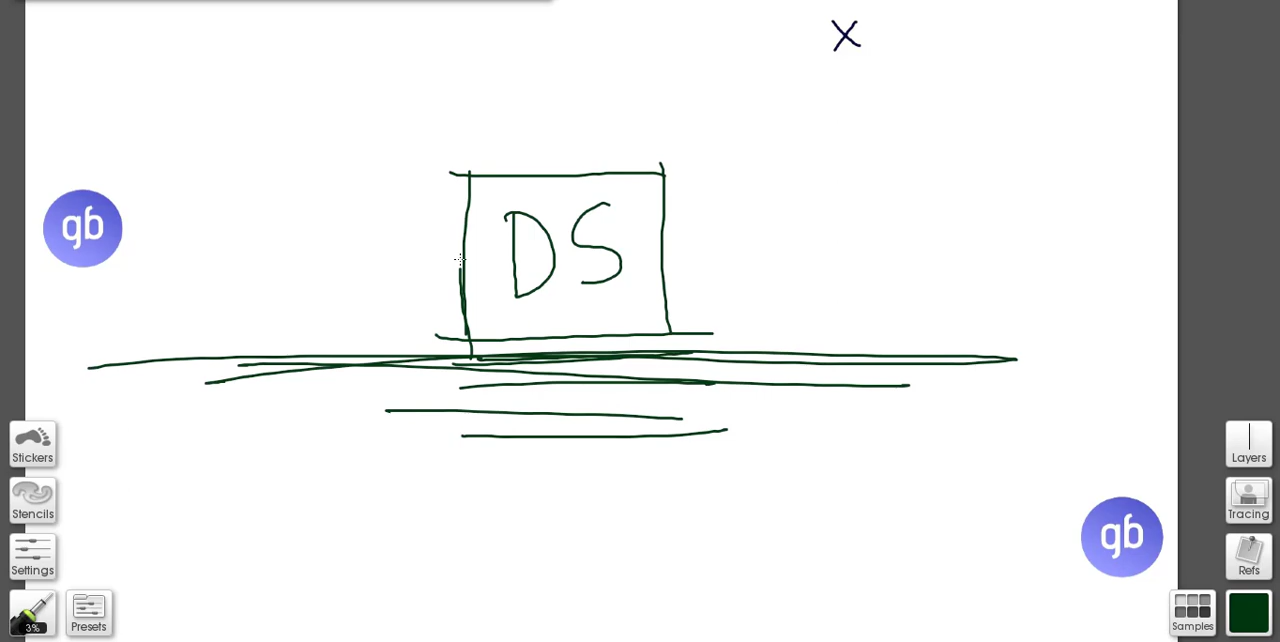 X
DS
gb
gb
Stickers
Stencils
Settings
3%
Presets
Layers
Tracing
Refs
Samples